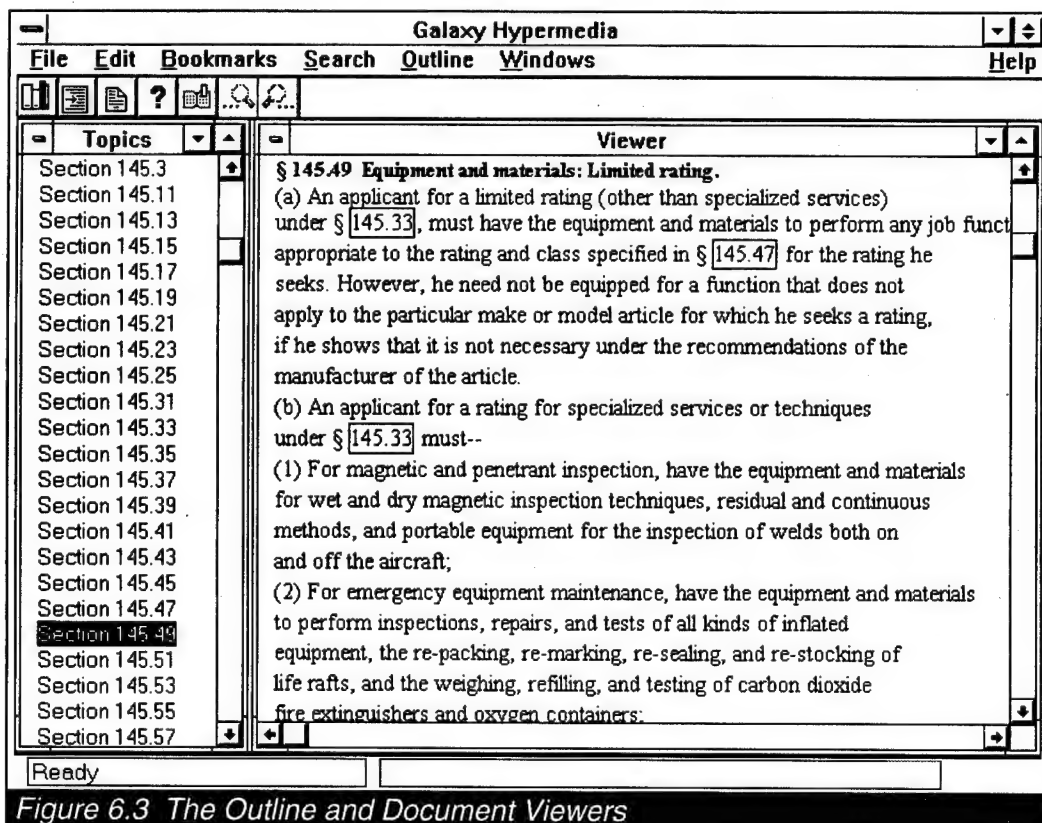 Galaxy Hypermedia
File Edit Bookmarks Search Outline Windows Help
?
Topics
Section 145.3
Section 145.11
Section 145.13
Section 145.15
Section 145.17
Section 145.19
Section 145.21
Section 145.23
Section 145.25
Section 145.31
Section 145.33
Section 145.35
Section 145.37
Section 145.39
Section 145.41
Section 145.43
Section 145.45
Section 145.47
Section 145.49
Section 145.51
Section 145.53
Section 145.55
Section 145.57
Viewer
§ 145.49 Equipment and materials: Limited rating.
(a) An applicant for a limited rating (other than specialized services)
under § 145.33, must have the equipment and materials to perform any job funct
appropriate to the rating and class specified in § 145.47 for the rating he
seeks. However, he need not be equipped for a function that does not
apply to the particular make or model article for which he seeks a rating,
if he shows that it is not necessary under the recommendations of the
manufacturer of the article.
(b) An applicant for a rating for specialized services or techniques
under § 145.33 must--
(1) For magnetic and penetrant inspection, have the equipment and materials
for wet and dry magnetic inspection techniques, residual and continuous
methods, and portable equipment for the inspection of welds both on
and off the aircraft;
(2) For emergency equipment maintenance, have the equipment and materials
to perform inspections, repairs, and tests of all kinds of inflated
equipment, the re-packing, re-marking, re-sealing, and re-stocking of
life rafts, and the weighing, refilling, and testing of carbon dioxide
fire extinguishers and oxygen containers;
Ready
Figure 6.3 The Outline and Document Viewers